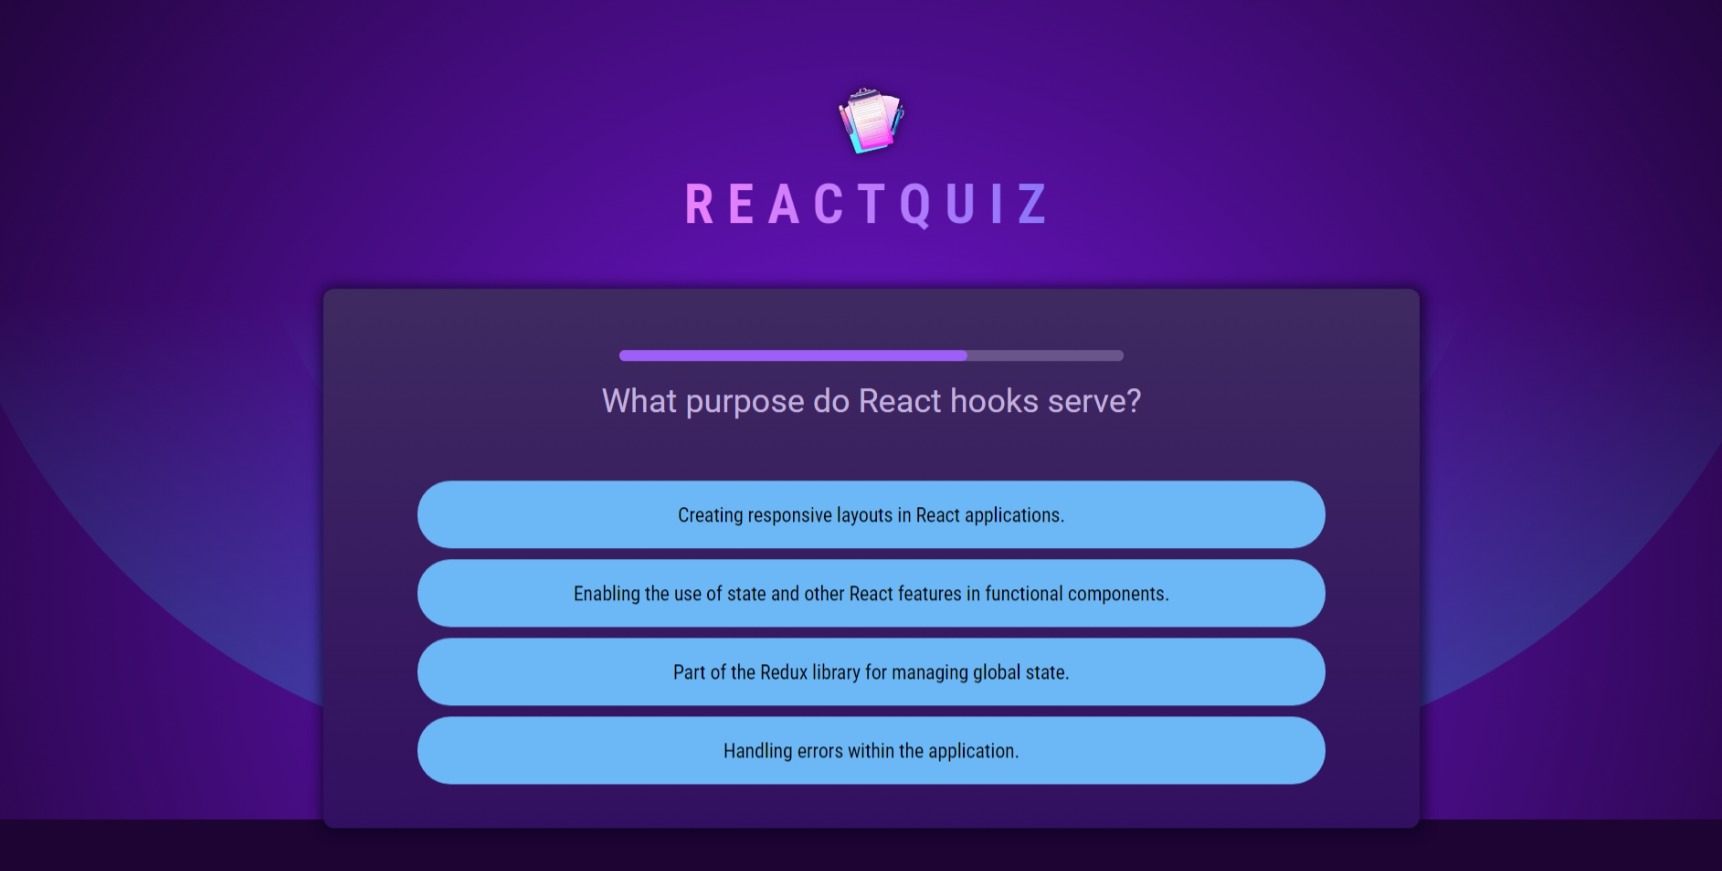 REACTQUIZ
What purpose do React hooks serve?
Creating responsive layouts in React applications.
Enabling the use of state and other React features in functional components.
Part of the Redux library for managing global state.
Handling errors within the application.